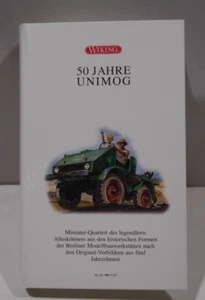 WIKING
50 JAHRE
UNIMOG
Miniatur-Quartett des legendären
Alleskönners aus den historischen Formen
der Berliner Modellbauwerkstätten nach
den Original-Vorbildern aus fünf
Jahrzehnten